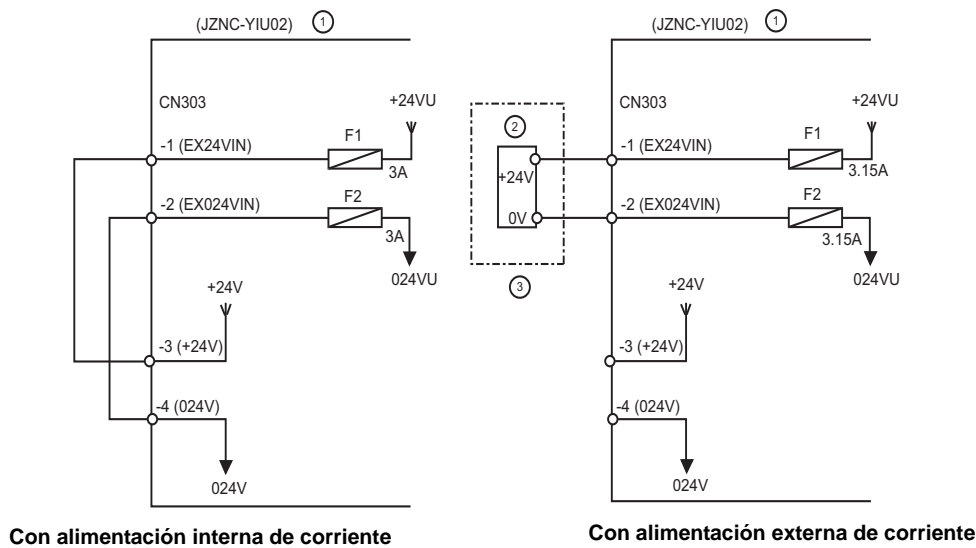 (JZNC-YIU02) 1
CN303
+24VU
-1 (EX24VIN)
F1
3A
-2 (EX024VIN)
F2
3A
024VU
+24V
-3 (+24V)
-4 (024V)
024V
Con alimentación interna de corriente
(JZNC-YIU02) 1
CN303
+24VU
2
-1 (EX24VIN)
F1
3.15A
+24V
-2 (EX024VIN)
F2
0V
3.15A
3
024VU
+24V
-3 (+24V)
-4 (024V)
024V
Con alimentación externa de corriente